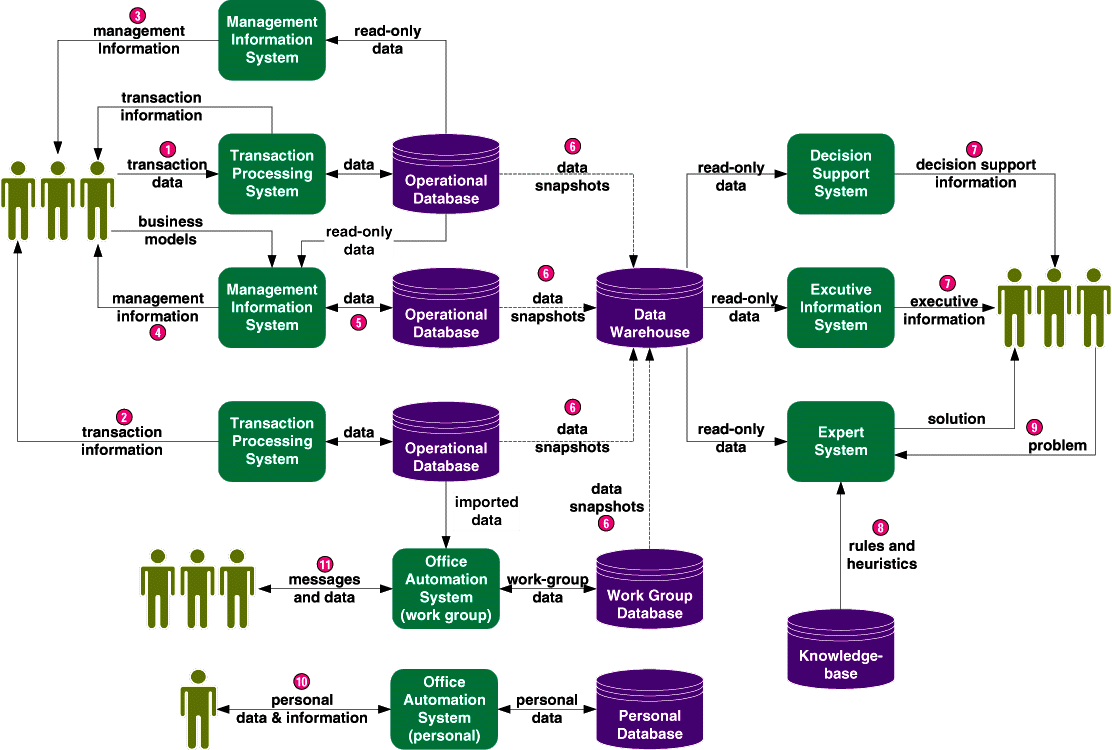 3
management
Information
Management
Information
System
read-only
data
transaction
information
1
transaction
data
Transaction
Processing
System
data
Operational
Database
6
data
snapshots
read-only
data
Decision
Support
System
7
decision support
information
business
models
read-only
data
management
information
4
Management
Information
System
data
5
Operational
Database
6
data
snapshots
Data
Warehouse
read-only
data
Excutive
Information
System
7
executive
information
2
transaction
information
Transaction
Processing
System
data
Operational
Database
6
data
snapshots
read-only
data
Expert
System
solution
9
problem
imported
data
data
snapshots
6
8
rules and
heuristics
11
messages
and data
Office
Automation
System
(work group)
work-group
data
Work Group
Database
Knowledge-
base
10
personal
data & information
Office
Automation
System
(personal)
personal
data
Personal
Database